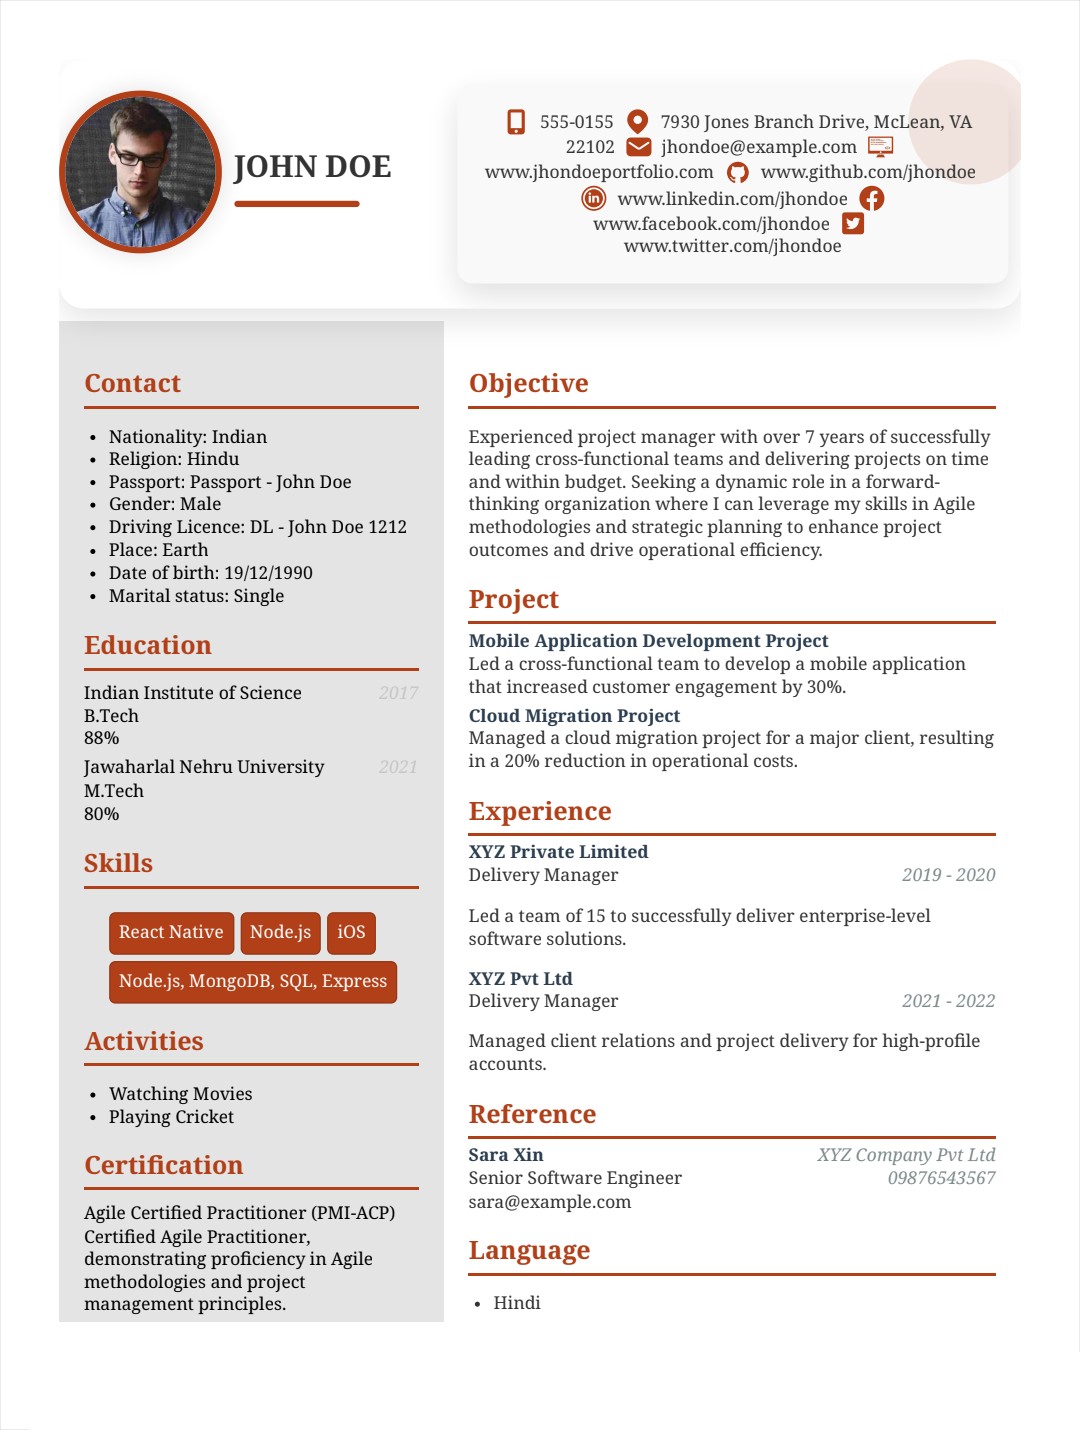 JOHN DOE
555-0155 7930 Jones Branch Drive, McLean, VA
22102 jhondoe@example.com
www.jhondoeportfolio.com www.github.com/jhondoe
www.linkedin.com/jhondoe
www.facebook.com/jhondoe
www.twitter.com/jhondoe
Contact
• Nationality: Indian
• Religion: Hindu
• Passport: Passport - John Doe
• Gender: Male
• Driving Licence: DL - John Doe 1212
• Place: Earth
• Date of birth: 19/12/1990
• Marital status: Single
Education
Indian Institute of Science 2017
B.Tech
88%
Jawaharlal Nehru University 2021
M.Tech
80%
Skills
React Native Node.js iOS
Node.js, MongoDB, SQL, Express
Activities
• Watching Movies
• Playing Cricket
Certification
Agile Certified Practitioner (PMI-ACP)
Certified Agile Practitioner,
demonstrating proficiency in Agile
methodologies and project
management principles.
Objective
Experienced project manager with over 7 years of successfully
leading cross-functional teams and delivering projects on time
and within budget. Seeking a dynamic role in a forward-
thinking organization where I can leverage my skills in Agile
methodologies and strategic planning to enhance project
outcomes and drive operational efficiency.
Project
Mobile Application Development Project
Led a cross-functional team to develop a mobile application
that increased customer engagement by 30%.
Cloud Migration Project
Managed a cloud migration project for a major client, resulting
in a 20% reduction in operational costs.
Experience
XYZ Private Limited
Delivery Manager 2019 - 2020
Led a team of 15 to successfully deliver enterprise-level
software solutions.
XYZ Pvt Ltd
Delivery Manager 2021 - 2022
Managed client relations and project delivery for high-profile
accounts.
Reference
Sara Xin XYZ Company Pvt Ltd
Senior Software Engineer 09876543567
sara@example.com
Language
• Hindi